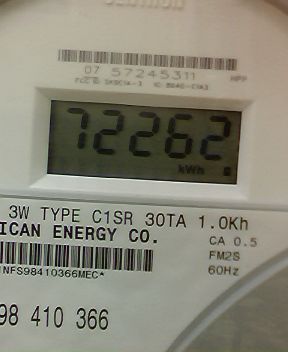 07 57245311 HPP
72262
kWh
3W TYPE C1SR 30TA 1.0Kh
ICAN ENERGY CO.
CA 0.5
FM2S
60Hz
NFS98410366MEC*
98 410 366